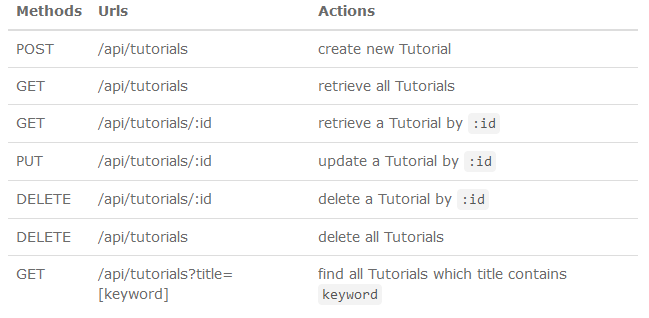 Methods Urls Actions
POST /api/tutorials create new Tutorial
GET /api/tutorials retrieve all Tutorials
GET /api/tutorials/:id retrieve a Tutorial by :id
PUT /api/tutorials/:id update a Tutorial by :id
DELETE /api/tutorials/:id delete a Tutorial by :id
DELETE /api/tutorials delete all Tutorials
GET /api/tutorials?title= find all Tutorials which title contains
[keyword] keyword